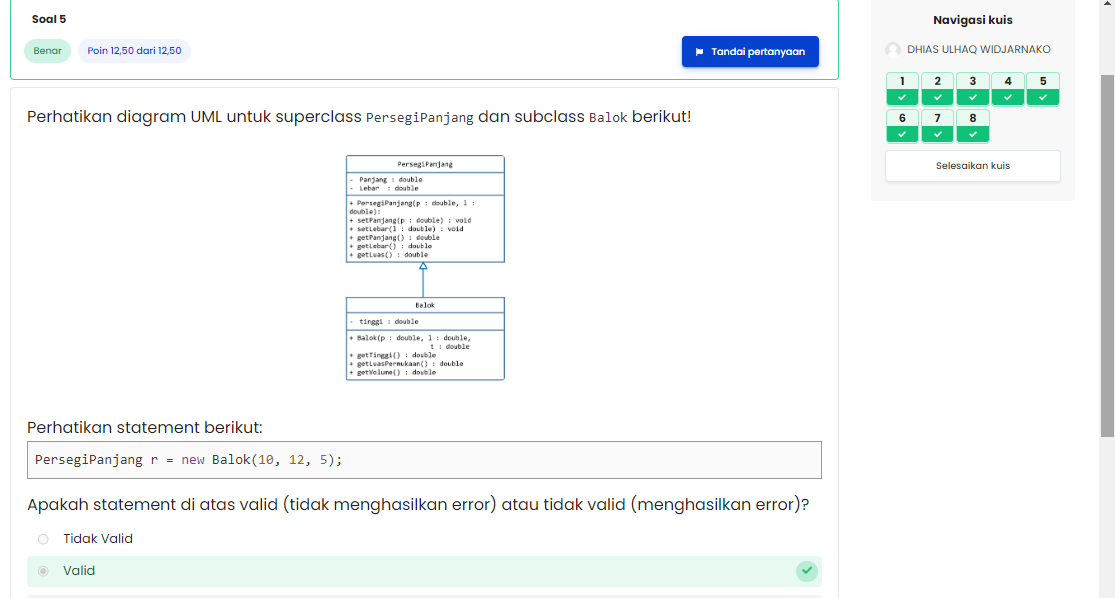 Soal 5
Benar
Poin 12,50 dari 12,50
Tandai pertanyaan
Perhatikan diagram UML untuk superclass PersegiPanjang dan subclass Balok berikut!
PersegiPanjang
- Panjang : double
- Lebar : double
+ PersegiPanjang(p : double, l :
double):
+ setPanjang(p : double) : void
+ setLebar(l : double) : void
+ getPanjang() : double
+ getLebar() : double
+ getLuas() : double
Balok
- tinggi : double
+ Balok(p : double, l : double,
t : double
+ getTinggi() : double
+ getLuasPermukaan() : double
+ getVolume() : double
Perhatikan statement berikut:
PersegiPanjang r = new Balok(10, 12, 5);
Apakah statement di atas valid (tidak menghasilkan error) atau tidak valid (menghasilkan error)?
Tidak Valid
Valid
Navigasi kuis
DHIAS ULHAQ WIDJARNAKO
1 2 3 4 5
6 7 8
Selesaikan kuis